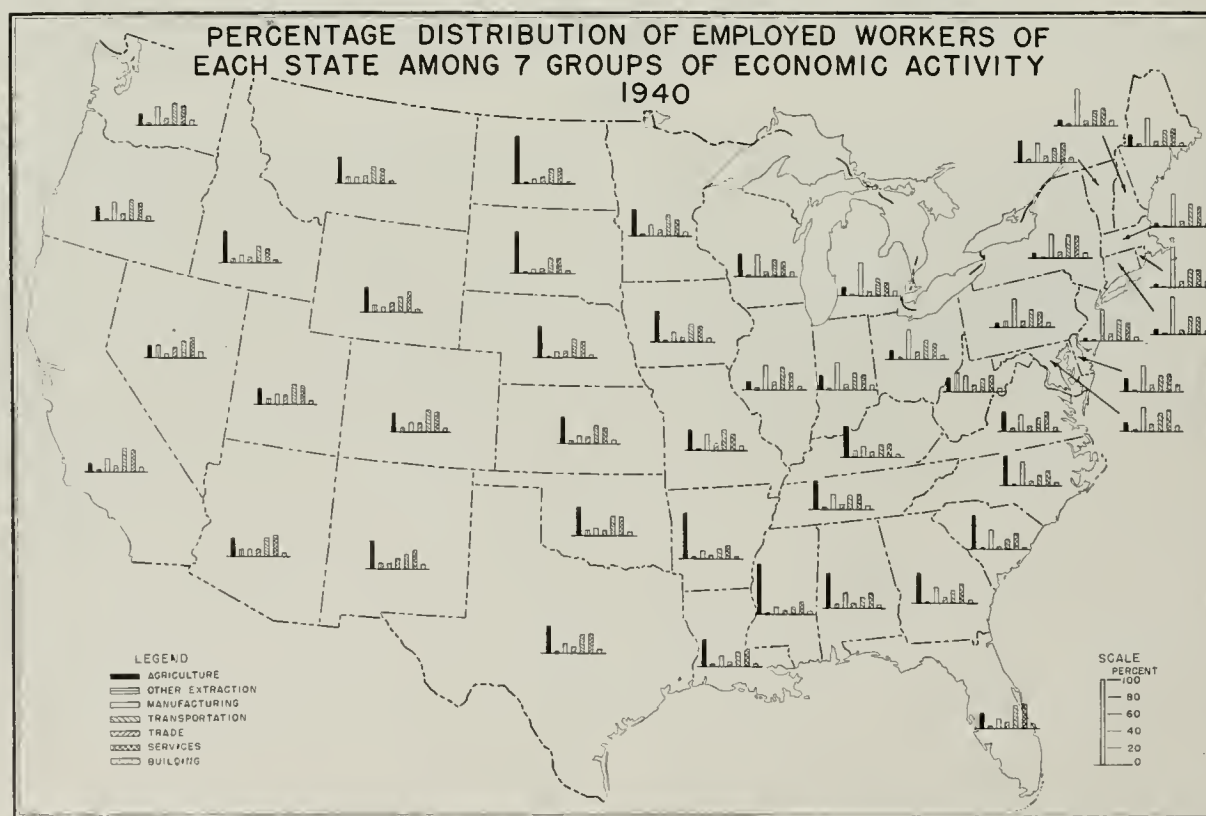 PERCENTAGE DISTRIBUTION OF EMPLOYED WORKERS OF
EACH STATE AMONG 7 GROUPS OF ECONOMIC ACTIVITY
1940
LEGEND
AGRICULTURE
OTHER EXTRACTION
MANUFACTURING
TRANSPORTATION
TRADE
SERVICES
BUILDING
SCALE
PERCENT
100
80
60
40
20
0